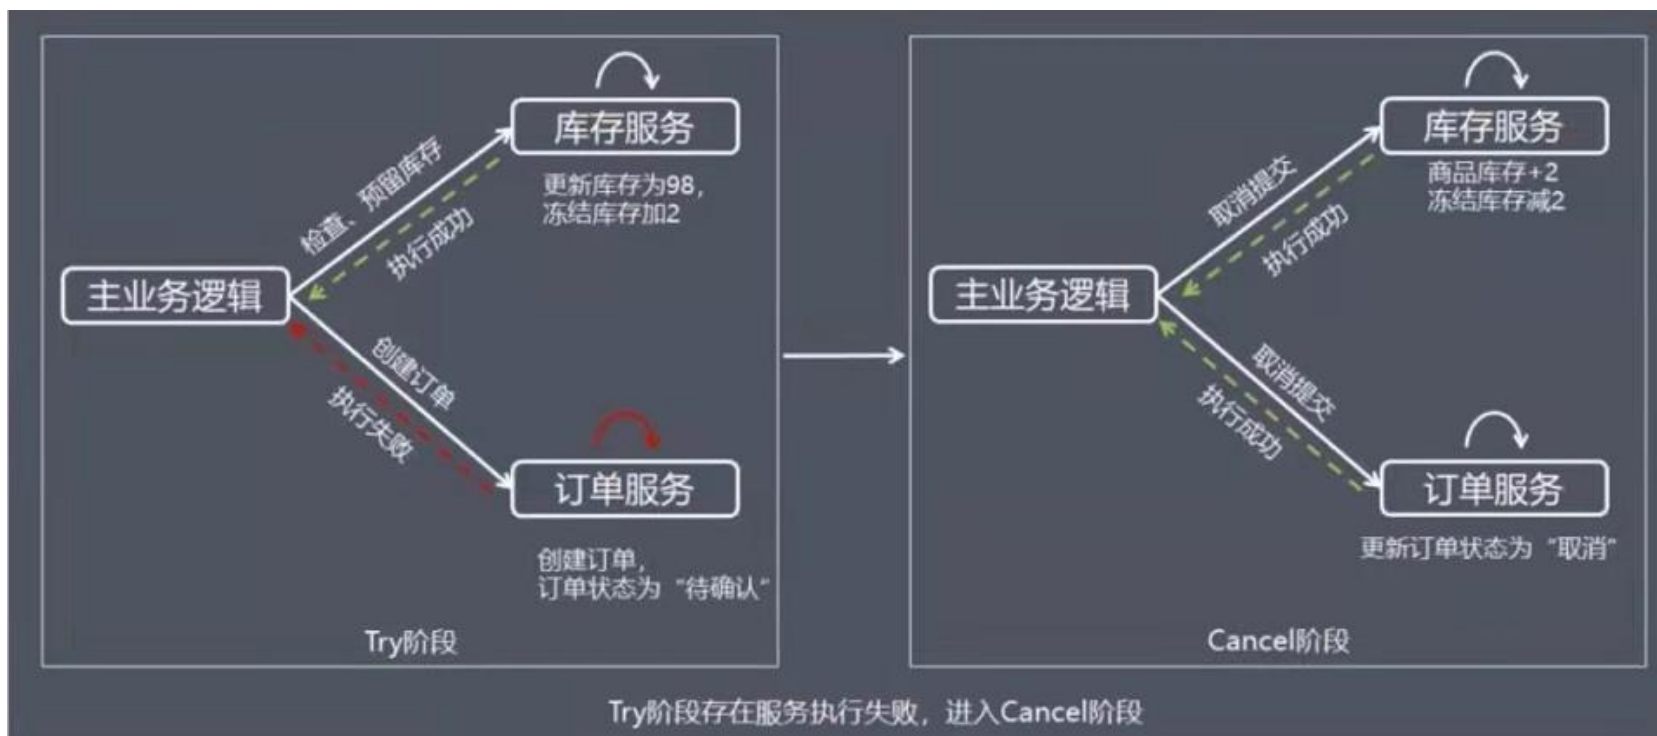 库存服务
检查、预留库存
执行成功
更新库存为98，
冻结库存加2
主业务逻辑
创建订单
执行失败
订单服务
创建订单，
订单状态为“待确认“
Try阶段
库存服务
取消提交
执行成功
商品库存+2
冻结库存减2
主业务逻辑
取消提交
执行成功
订单服务
更新订单状态为“取消”
Cancel阶段
Try阶段存在服务执行失败，进入Cancel阶段